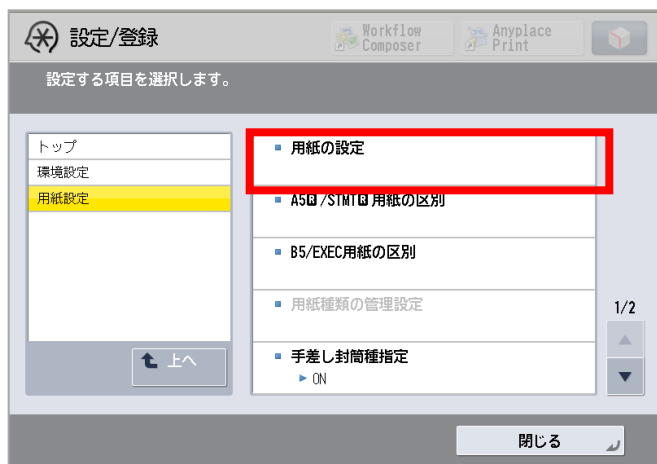 設定/登録
Workflow
Composer
Anyplace
Print
設定する項目を選択します。
トップ
環境設定
用紙設定
上へ
用紙の設定
A5R/STMTR用紙の区別
B5/EXEC用紙の区別
用紙種類の管理設定
手差し封筒種指定
ON
1/2
閉じる